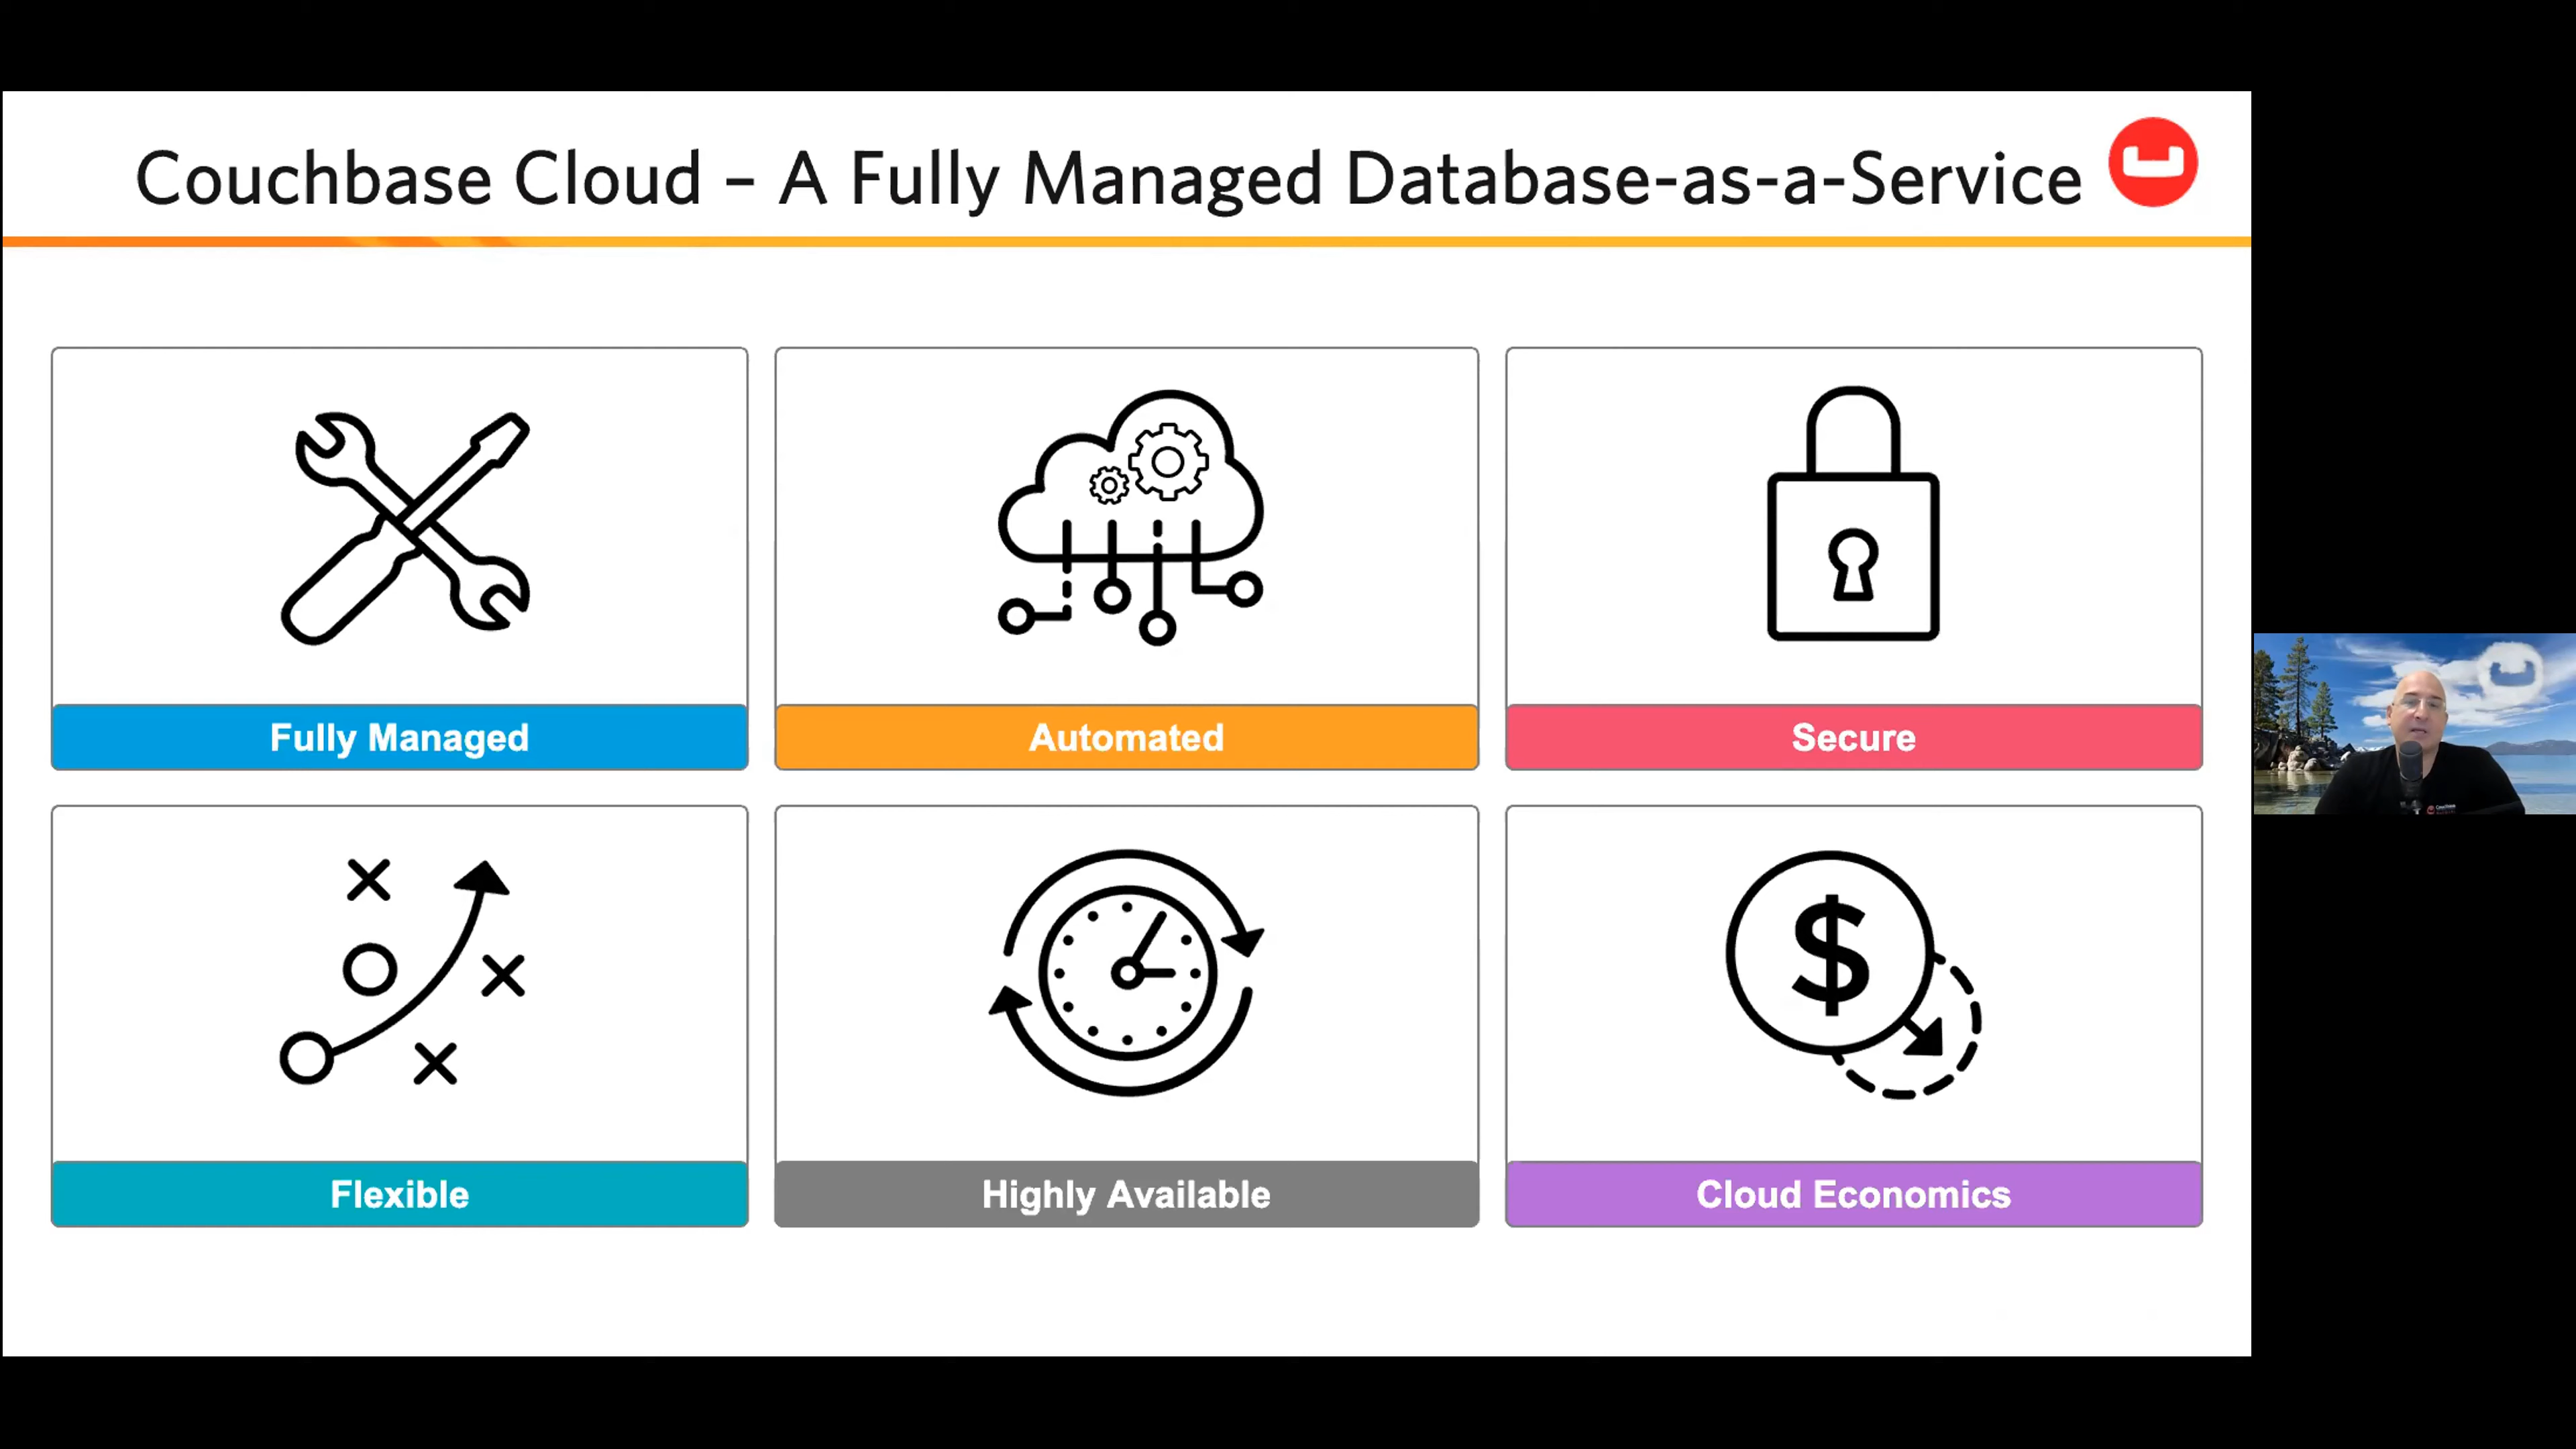 Couchbase Cloud – A Fully Managed Database-as-a-Service
Fully Managed
Automated
Secure
$
Flexible
Highly Available
Cloud Economics